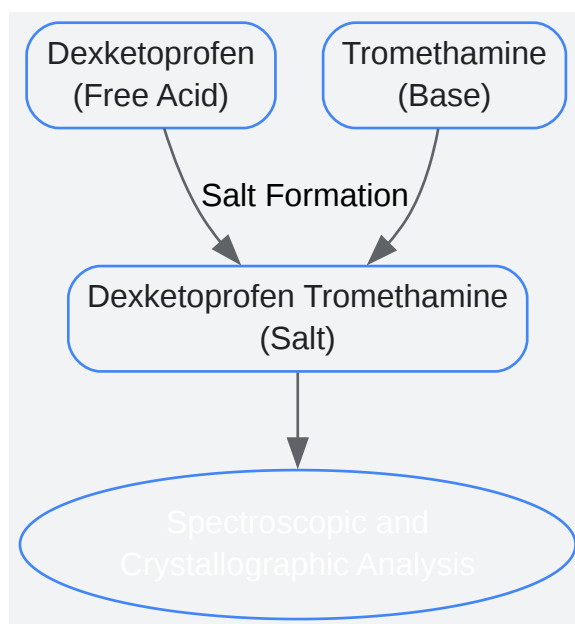 Dexketoprofen
(Free Acid)
Tromethamine
(Base)
Salt Formation
Dexketoprofen Tromethamine
(Salt)
Spectroscopic and
Crystallographic Analysis